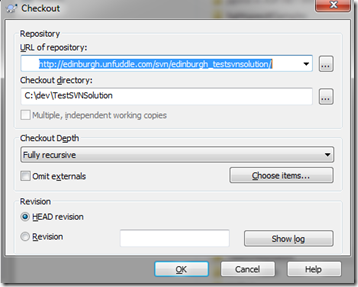 Checkout
Repository
URL of repository:
http://edinburgh.unfuddle.com/svn/edinburgh_testsvnsolution/
...
Checkout directory:
C:\dev\TestSVNSolution
...
Multiple, independent working copies
Checkout Depth
Fully recursive
Omit externals
Choose items...
Revision
HEAD revision
Revision
Show log
OK
Cancel
Help